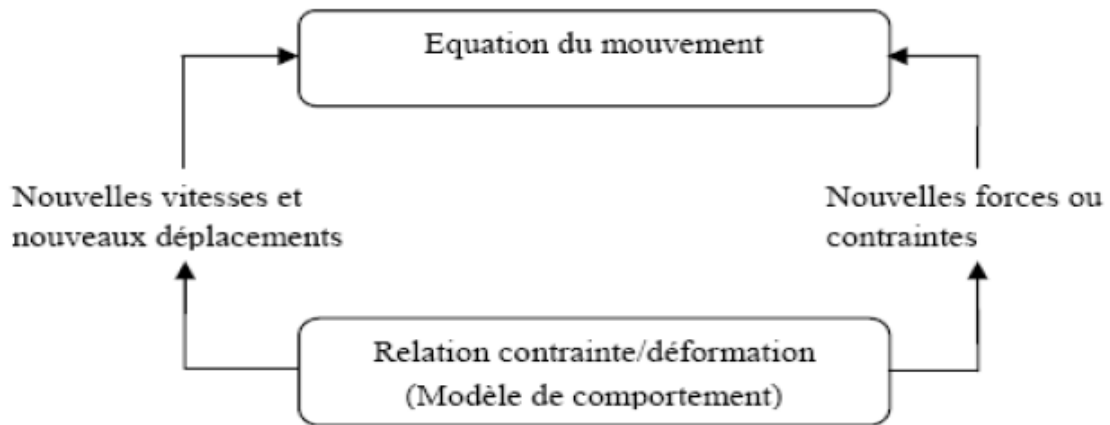 Equation du mouvement
Nouvelles vitesses et
nouveaux déplacements
Nouvelles forces ou
contraintes
Relation contrainte/déformation
(Modèle de comportement)